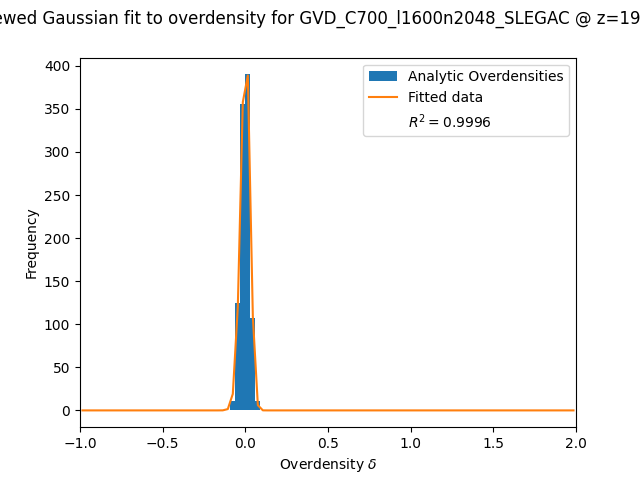 ewed Gaussian fit to overdensity for GVD_C700_l1600n2048_SLEGAC @ z=19
Analytic Overdensities
Fitted data
R² = 0.9996
Frequency
400
350
300
250
200
150
100
50
0
−1.0 −0.5 0.0 0.5 1.0 1.5 2.0
Overdensity δ